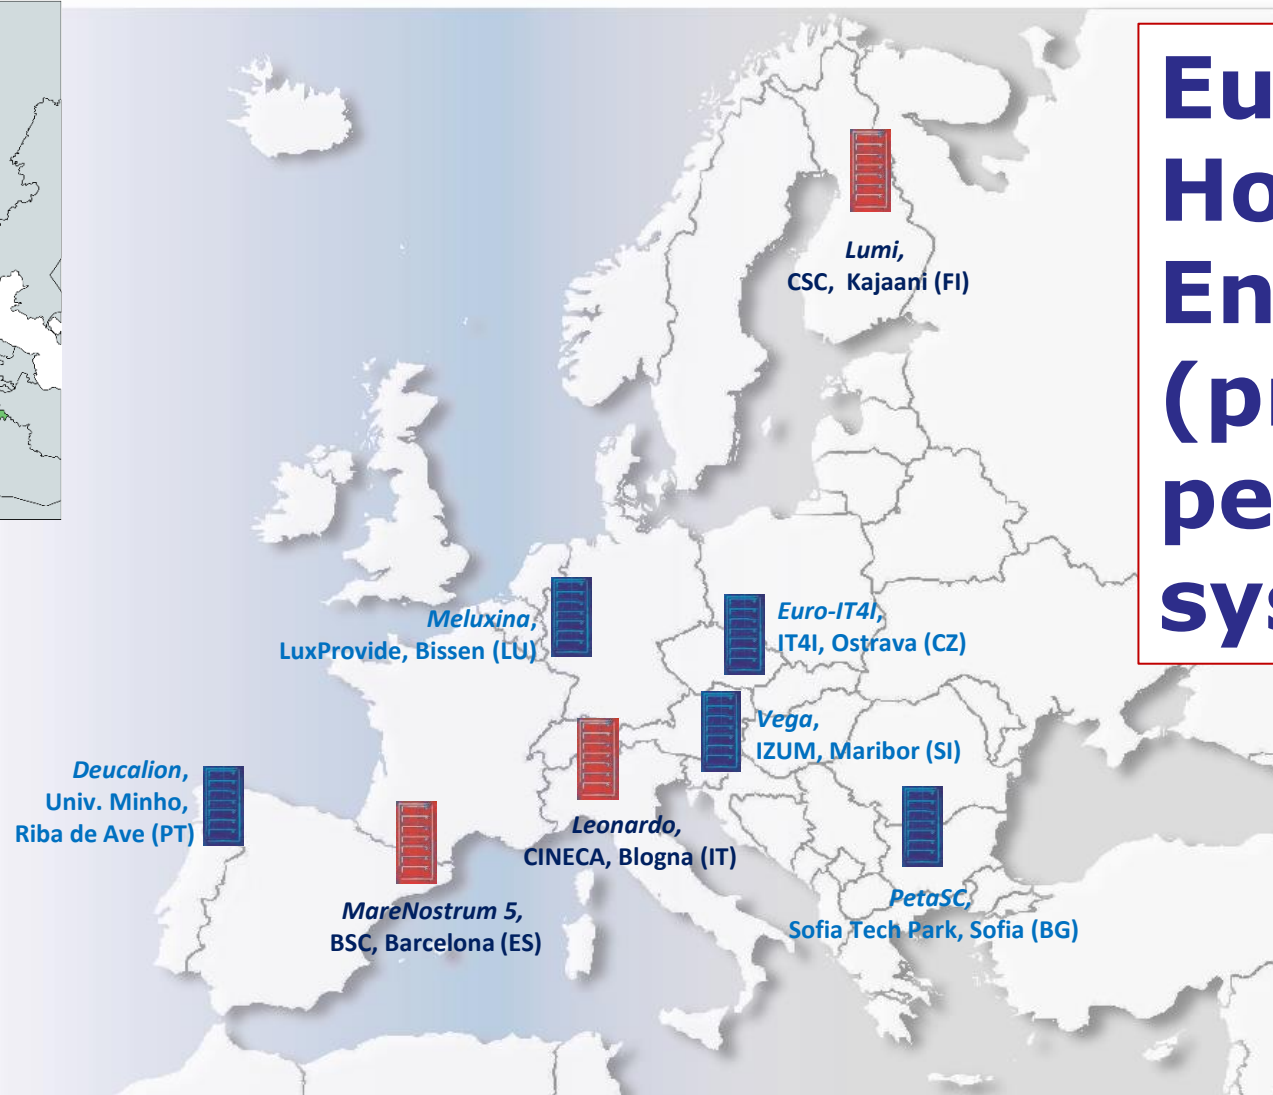 Eu
Ho
En
(pr
pe
sys
Lumi,
CSC, Kajaani (FI)
Meluxina,
LuxProvide, Bissen (LU)
Euro-IT4I,
IT4I, Ostrava (CZ)
Vega,
IZUM, Maribor (SI)
Deucalion,
Univ. Minho,
Riba de Ave (PT)
Leonardo,
CINECA, Blogna (IT)
MareNostrum 5,
BSC, Barcelona (ES)
PetaSC,
Sofia Tech Park, Sofia (BG)